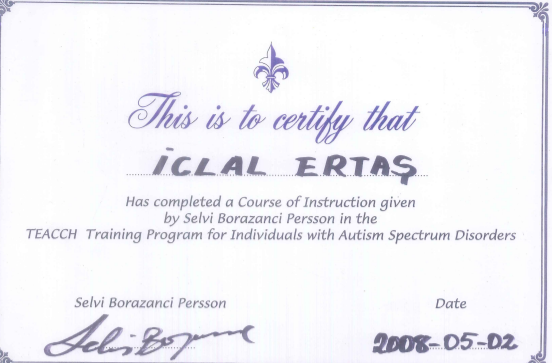 This is to certify that
İCLAL ERTAŞ
Has completed a Course of Instruction given
by Selvi Borazanci Persson in the
TEACCH Training Program for Individuals with Autism Spectrum Disorders
Selvi Borazanci Persson Date
2008-05-02